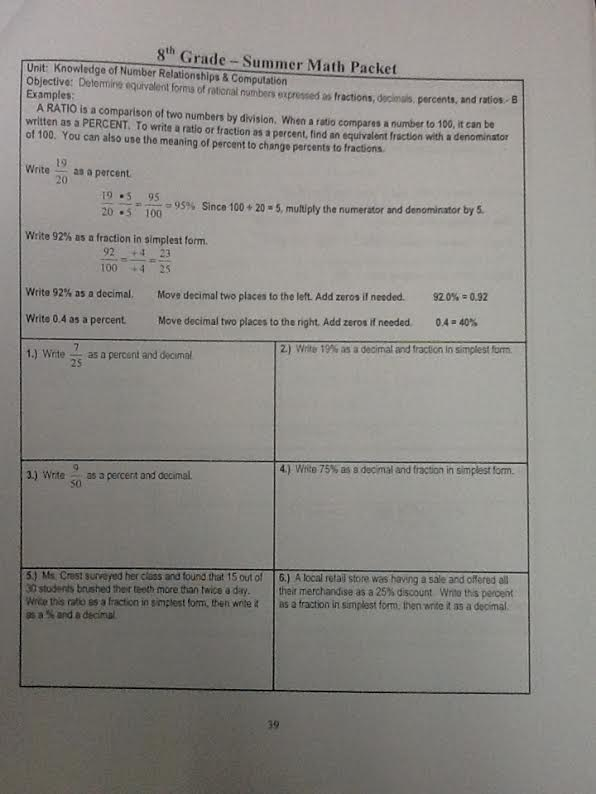 8th Grade – Summer Math Packet
Unit: Knowledge of Number Relationships & Computation
Objective: Determine equivalent forms of rational numbers expressed as fractions, decimals, percents, and ratios.- B
Examples:
A RATIO is a comparison of two numbers by division. When a ratio compares a number to 100, it can be
written as a PERCENT. To write a ratio or fraction as a percent, find an equivalent fraction with a denominator
of 100. You can also use the meaning of percent to change percents to fractions.
Write 19/20 as a percent.
19 • 5 / 20 • 5 = 95/100 = 95% Since 100 ÷ 20 = 5, multiply the numerator and denominator by 5.
Write 92% as a fraction in simplest form.
92/100 = ÷ 4 / ÷ 4 = 23/25
Write 92% as a decimal. Move decimal two places to the left. Add zeros if needed. 92.0% = 0.92
Write 0.4 as a percent. Move decimal two places to the right. Add zeros if needed. 0.4 = 40%
1.) Write 7/25 as a percent and decimal.
2.) Write 19% as a decimal and fraction in simplest form.
3.) Write 9/50 as a percent and decimal.
4.) Write 75% as a decimal and fraction in simplest form.
5.) Ms. Crest surveyed her class and found that 15 out of
30 students brushed their teeth more than twice a day.
Write this ratio as a fraction in simplest form, then write it
as a % and a decimal.
6.) A local retail store was having a sale and offered all
their merchandise as a 25% discount. Write this percent
as a fraction in simplest form, then write it as a decimal.
39